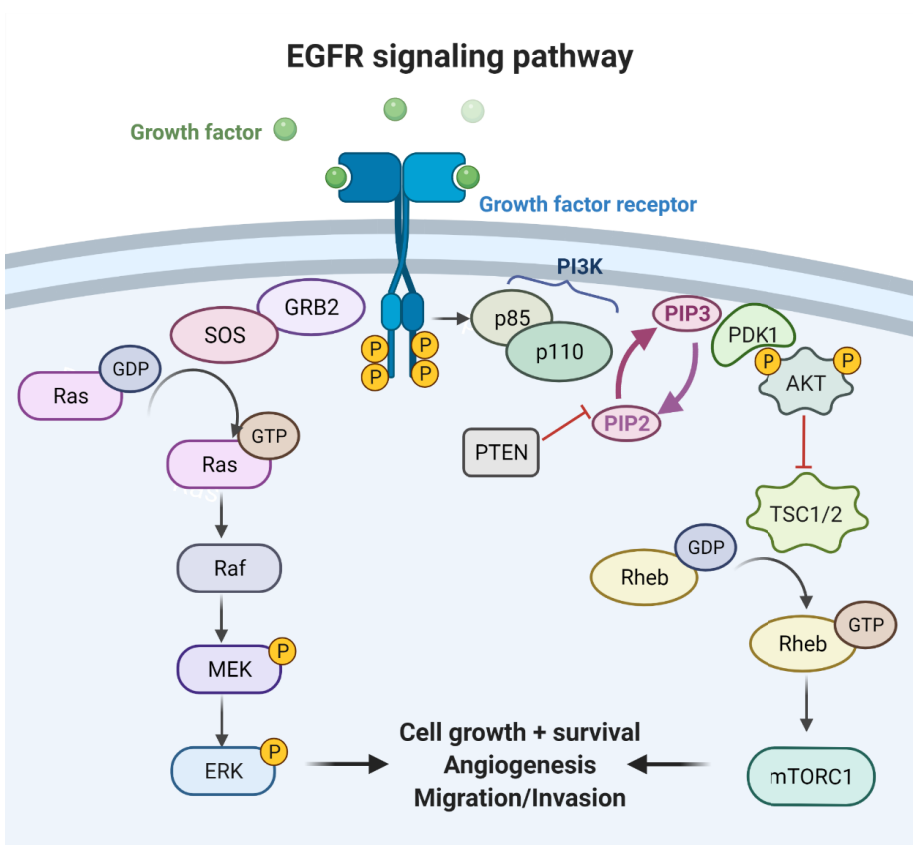 EGFR signaling pathway
Growth factor
Growth factor receptor
PI3K
GRB2
SOS
p85
p110
PIP3
PDK1
P
P
P
P
P
P
AKT
GDP
Ras
GTP
Ras
PIP2
PTEN
TSC1/2
GDP
Rheb
Raf
GTP
Rheb
P
MEK
P
ERK
Cell growth + survival
Angiogenesis
Migration/Invasion
mTORC1